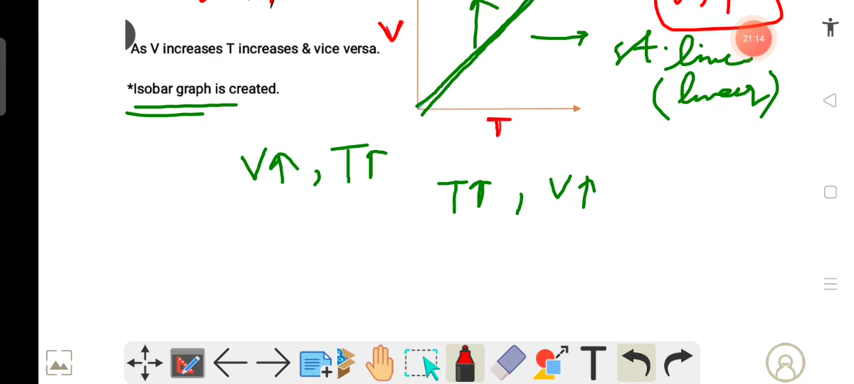 V
21:14
As V increases T increases & vice versa.
st. line
*Isobar graph is created.
(linear)
T
V↑, T↑
T↑, V↑
T